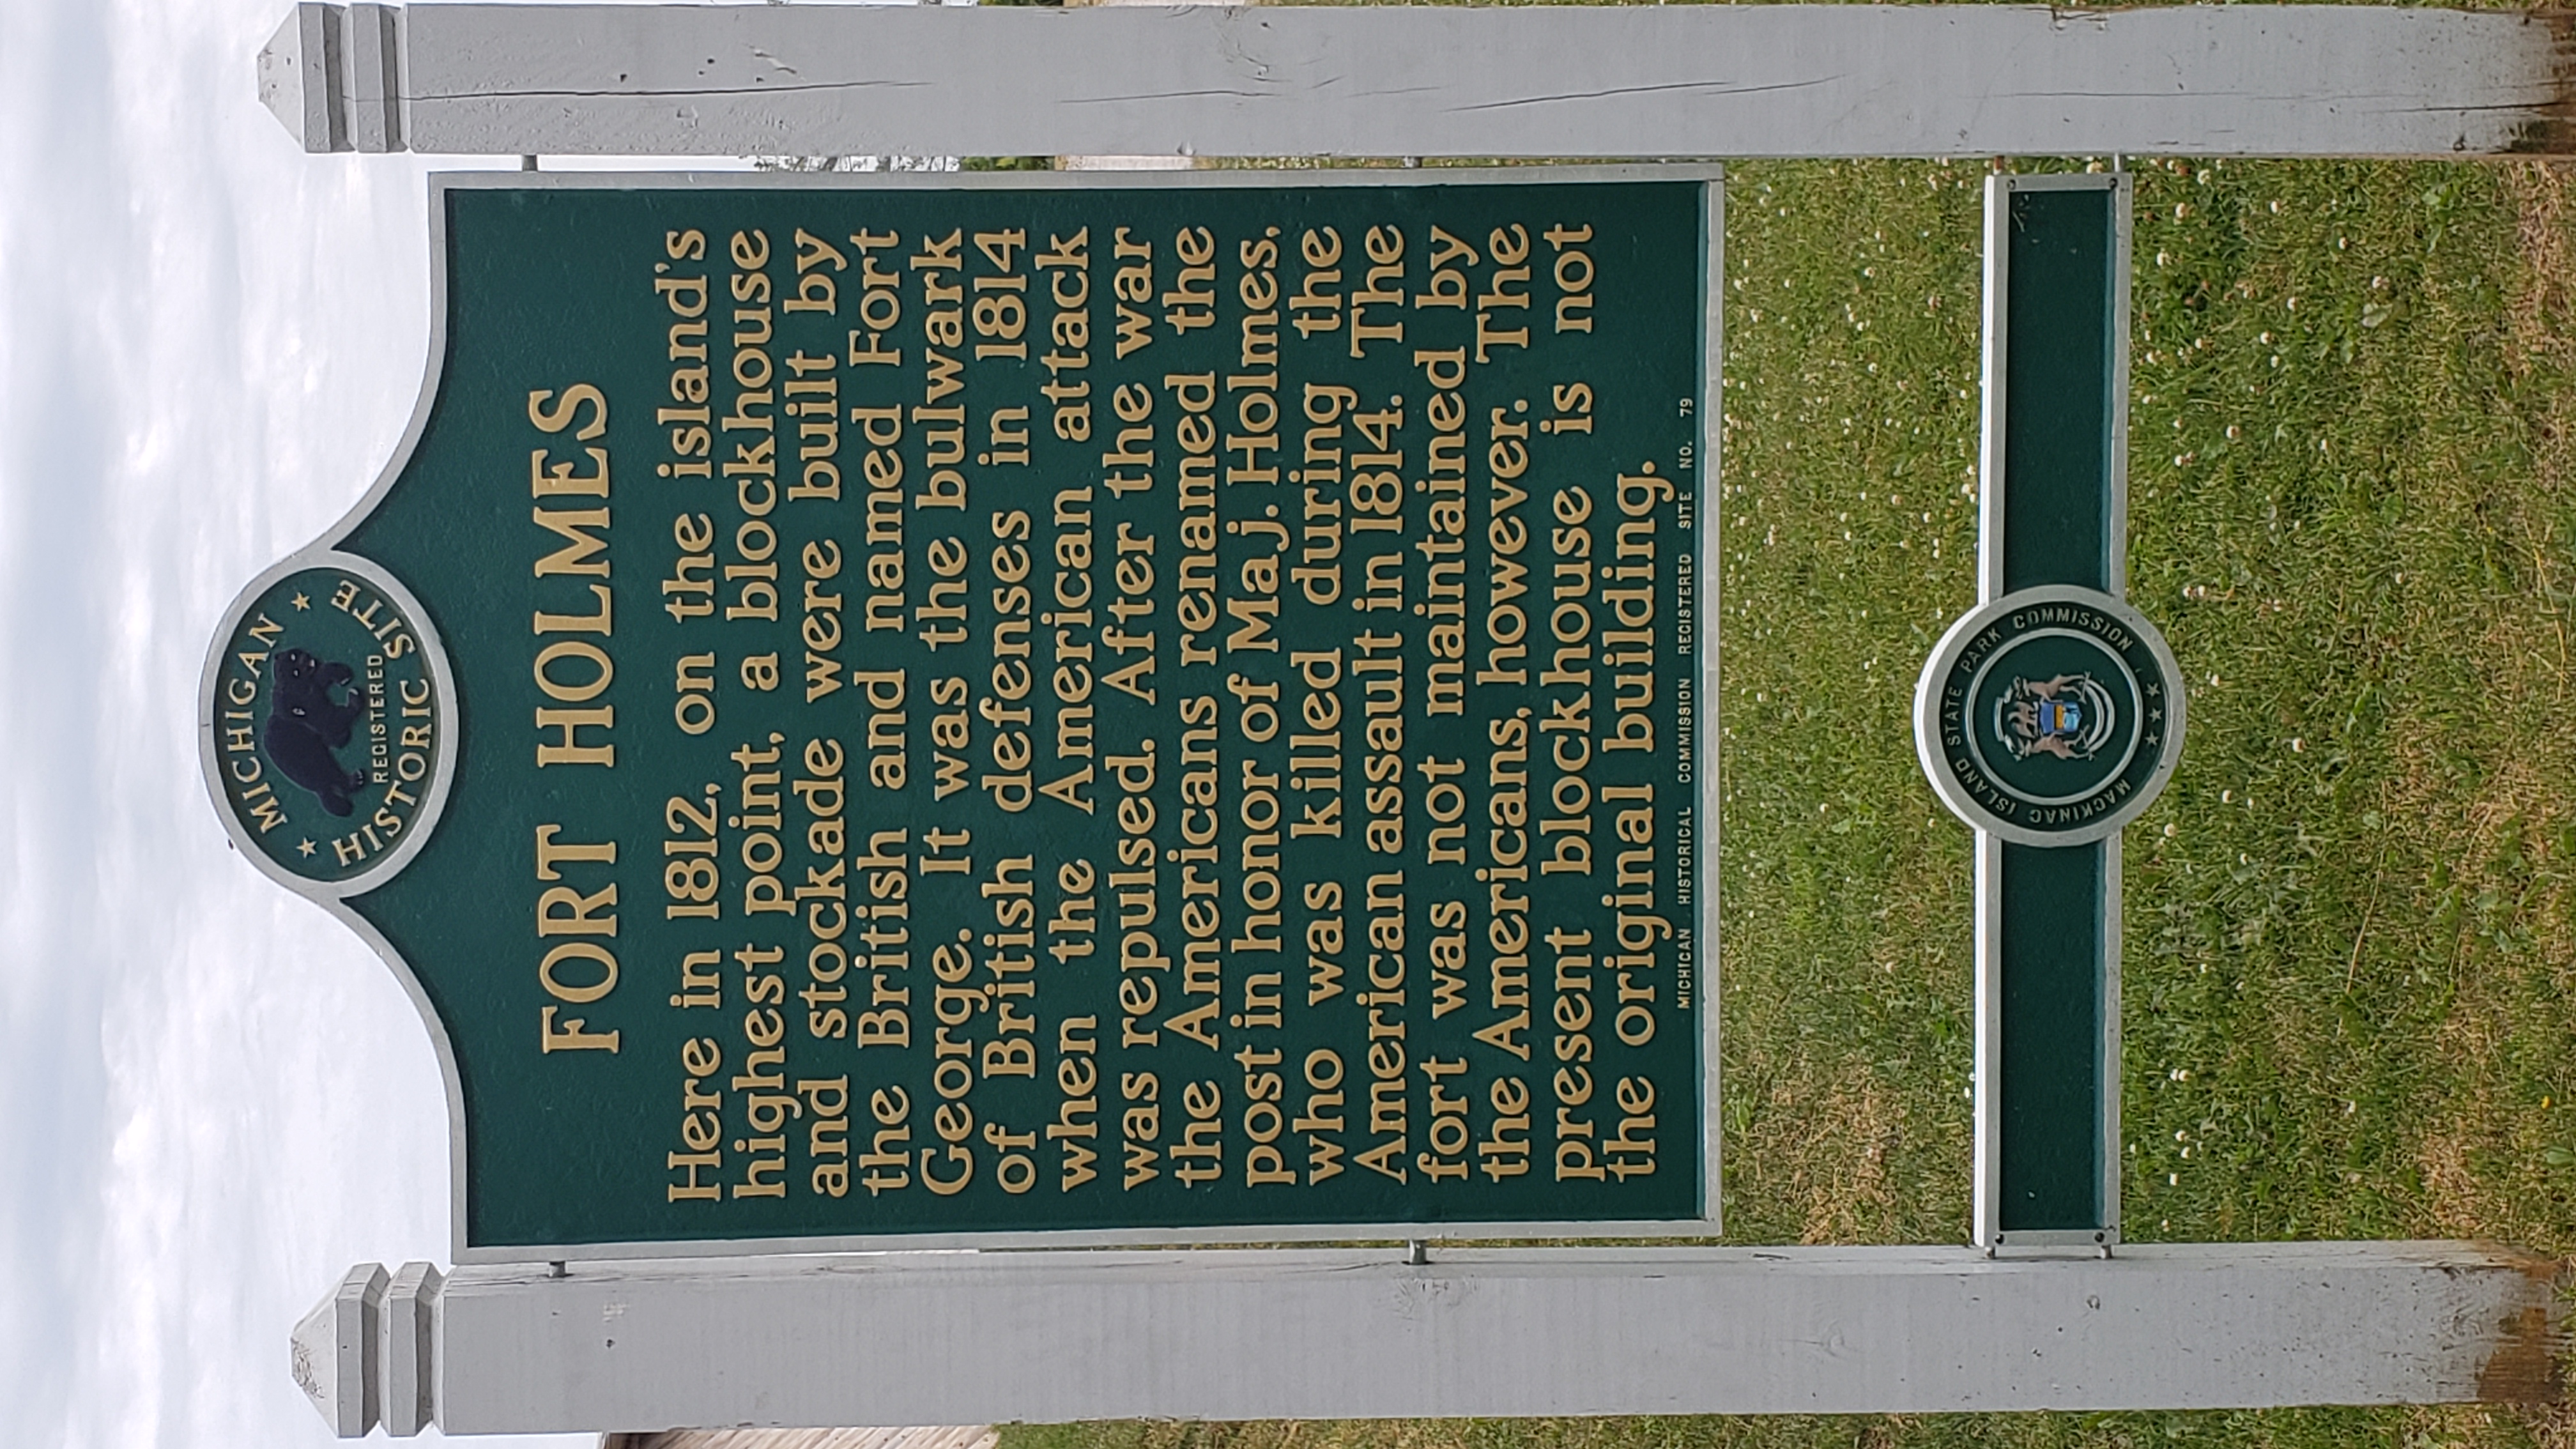 MICHIGAN
REGISTERED
HISTORIC SITE
FORT HOLMES
Here in 1812, on the island's
highest point, a blockhouse
and stockade were built by
the British and named Fort
George. It was the bulwark
of British defenses in 1814
when the American attack
was repulsed. After the war
the Americans renamed the
post in honor of Maj. Holmes,
who was killed during the
American assault in 1814. The
fort was not maintained by
the Americans, however. The
present blockhouse is not
the original building.
MICHIGAN HISTORICAL COMMISSION REGISTERED SITE NO. 79
MACKINAC ISLAND STATE PARK COMMISSION